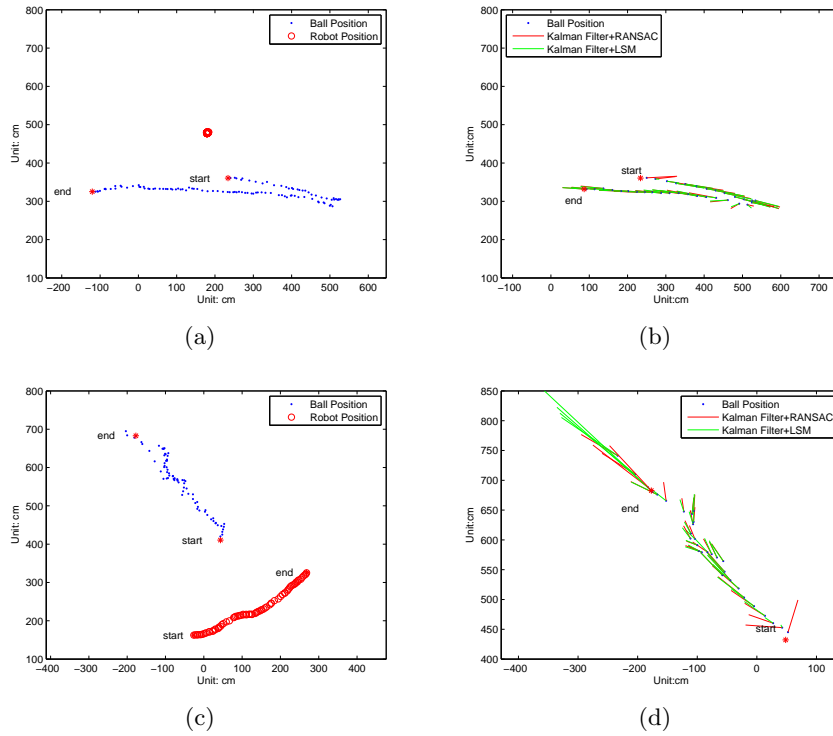 800
700
600
500
400
300
200
100
Unit: cm
Ball Position
Robot Position
start
end
−200 −100 0 100 200 300 400 500 600
Unit: cm
(a)
800
700
600
500
400
300
200
100
Unit: cm
Ball Position
Kalman Filter+RANSAC
Kalman Filter+LSM
start
end
−100 0 100 200 300 400 500 600 700
Unit:cm
(b)
800
700
600
500
400
300
200
100
Unit: cm
Ball Position
Robot Position
end
start
end
start
−400 −300 −200 −100 0 100 200 300 400
Unit: cm
(c)
850
800
750
700
650
600
550
500
450
400
Unit:cm
Ball Position
Kalman Filter+RANSAC
Kalman Filter+LSM
end
start
−400 −300 −200 −100 0 100
Unit:cm
(d)